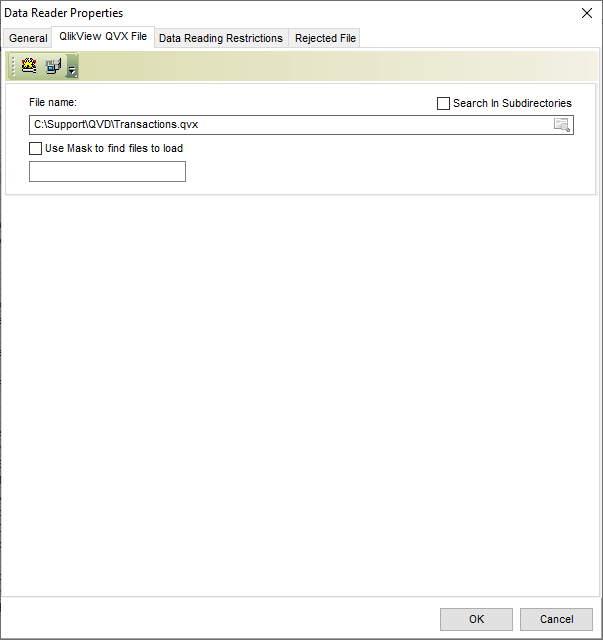 Data Reader Properties
General QlikView QVX File Data Reading Restrictions Rejected File
File name: Search In Subdirectories
C:\Support\QVD\Transactions.qvx
Use Mask to find files to load
OK Cancel